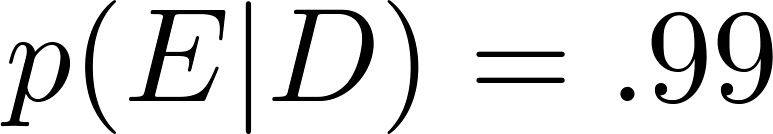 p(E|D) = .99